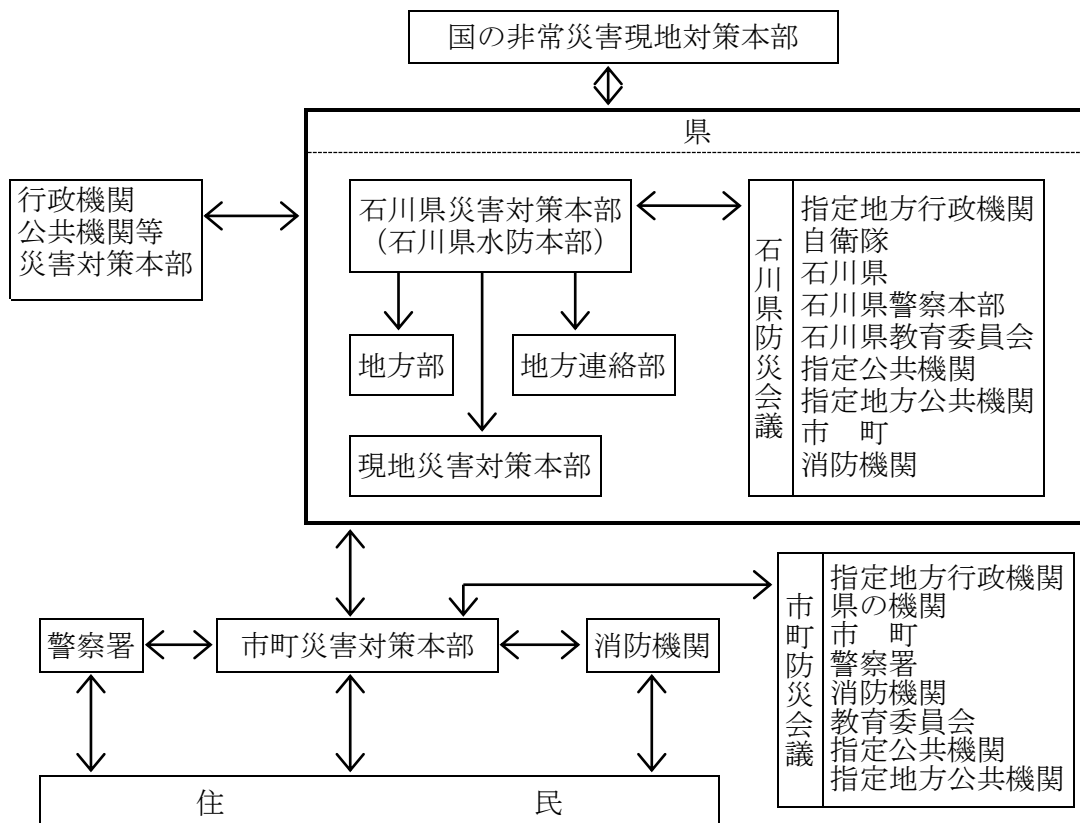 国の非常災害現地対策本部
県
行政機関
公共機関等
災害対策本部
石川県災害対策本部
（石川県水防本部）
地方部
地方連絡部
現地災害対策本部
石川県防災会議
指定地方行政機関
自衛隊
石川県
石川県警察本部
石川県教育委員会
指定公共機関
指定地方公共機関
市　町
消防機関
警察署
市町災害対策本部
消防機関
市町防災会議
指定地方行政機関
県の機関
市　町
警察署
消防機関
教育委員会
指定公共機関
指定地方公共機関
住　民